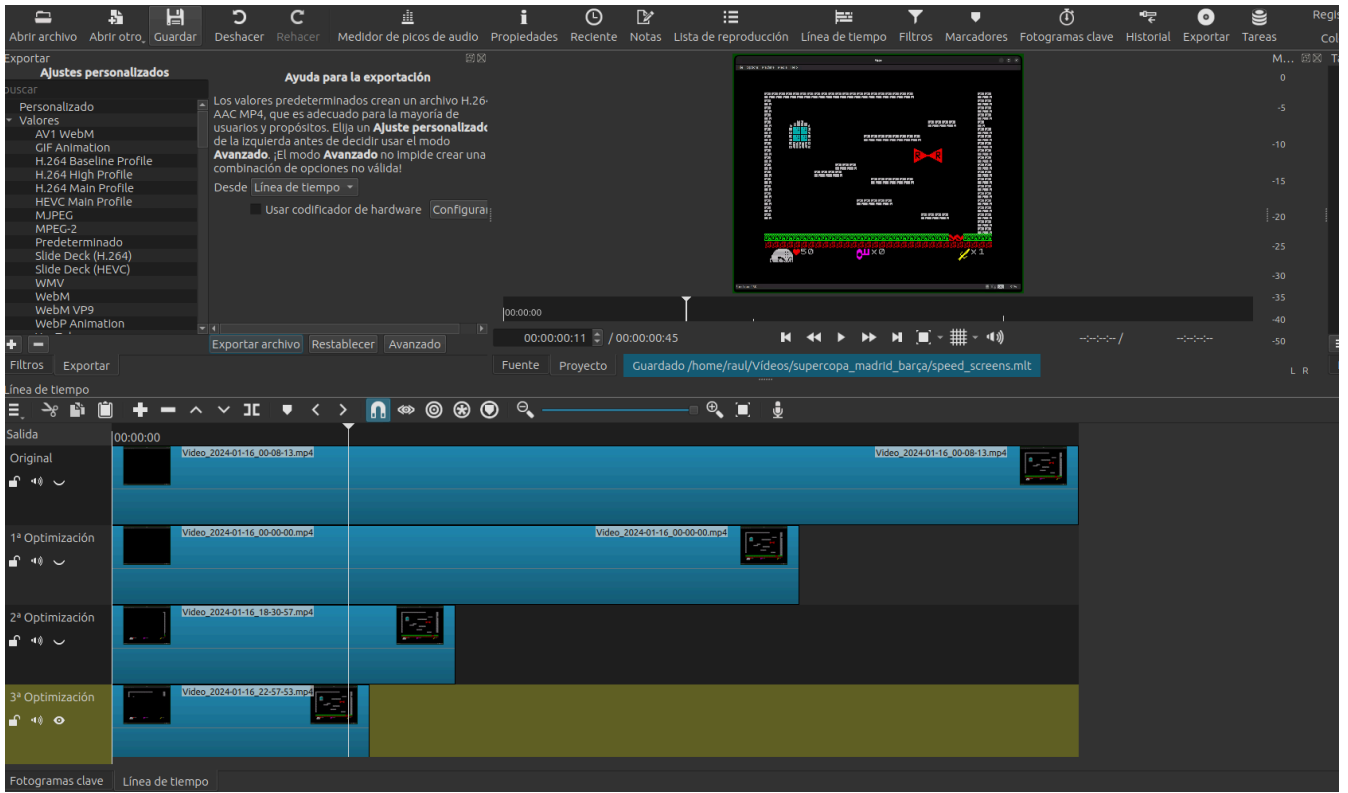 Abrir archivo Abrir otro Guardar Deshacer Rehacer Medidor de picos de audio Propiedades Reciente Notas Lista de reproducción Línea de tiempo Filtros Marcadores Fotogramas clave Historial Exportar Tareas
Exportar
Ajustes personalizados
Personalizado
Valores
AV1 WebM
GIF Animation
H.264 Baseline Profile
H.264 High Profile
H.264 Main Profile
HEVC Main Profile
MJPEG
MPEG-2
Predeterminado
Slide Deck (H.264)
Slide Deck (HEVC)
WMV
WebM
WebM VP9
WebP Animation
Ayuda para la exportación
Los valores predeterminados crean un archivo H.26
AAC MP4, que es adecuado para la mayoría de
usuarios y propósitos. Elija un Ajuste personalizado
de la izquierda antes de decidir usar el modo
Avanzado. ¡El modo Avanzado no impide crear una
combinación de opciones no válida!
Desde Línea de tiempo
Usar codificador de hardware Configurar
Exportar archivo Restablecer Avanzado
Filtros Exportar
50 x0 x1
00:00:00
00:00:00:11 / 00:00:00:45 --:--:--:-- / --:--:--:--
Fuente Proyecto Guardado /home/raul/Vídeos/supercopa_madrid_barça/speed_screens.mlt
M...
0
-5
-10
-15
-20
-25
-30
-35
-40
-50
L R
Línea de tiempo
Salida 00:00:00
Original Video_2024-01-16_00-08-13.mp4 Video_2024-01-16_00-08-13.mp4
1ª Optimización Video_2024-01-16_00-00-00.mp4 Video_2024-01-16_00-00-00.mp4
2ª Optimización Video_2024-01-16_18-30-57.mp4
3ª Optimización Video_2024-01-16_22-57-53.mp4
Fotogramas clave Línea de tiempo